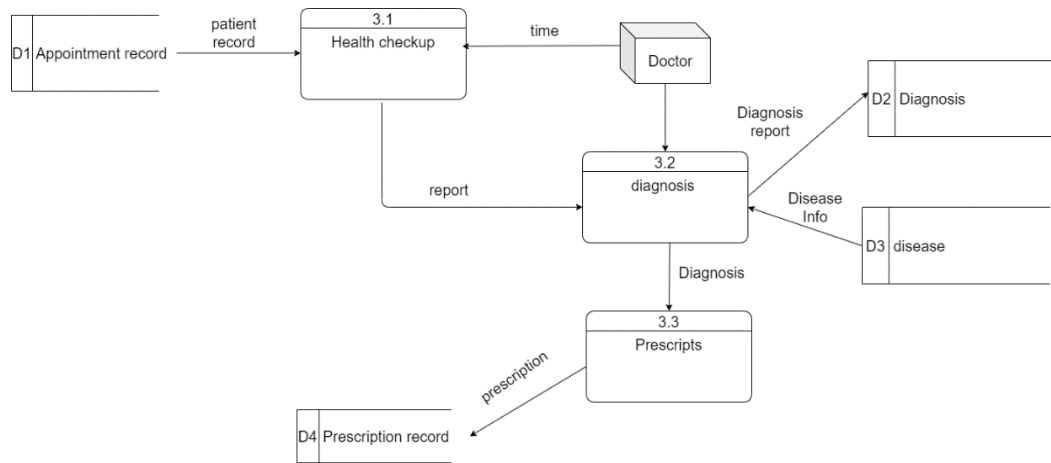 3.1
Health checkup
patient
record
time
D1 Appointment record
Doctor
D2 Diagnosis
Diagnosis
report
3.2
diagnosis
report
Disease
Info
D3 disease
Diagnosis
3.3
Prescripts
prescription
D4 Prescription record